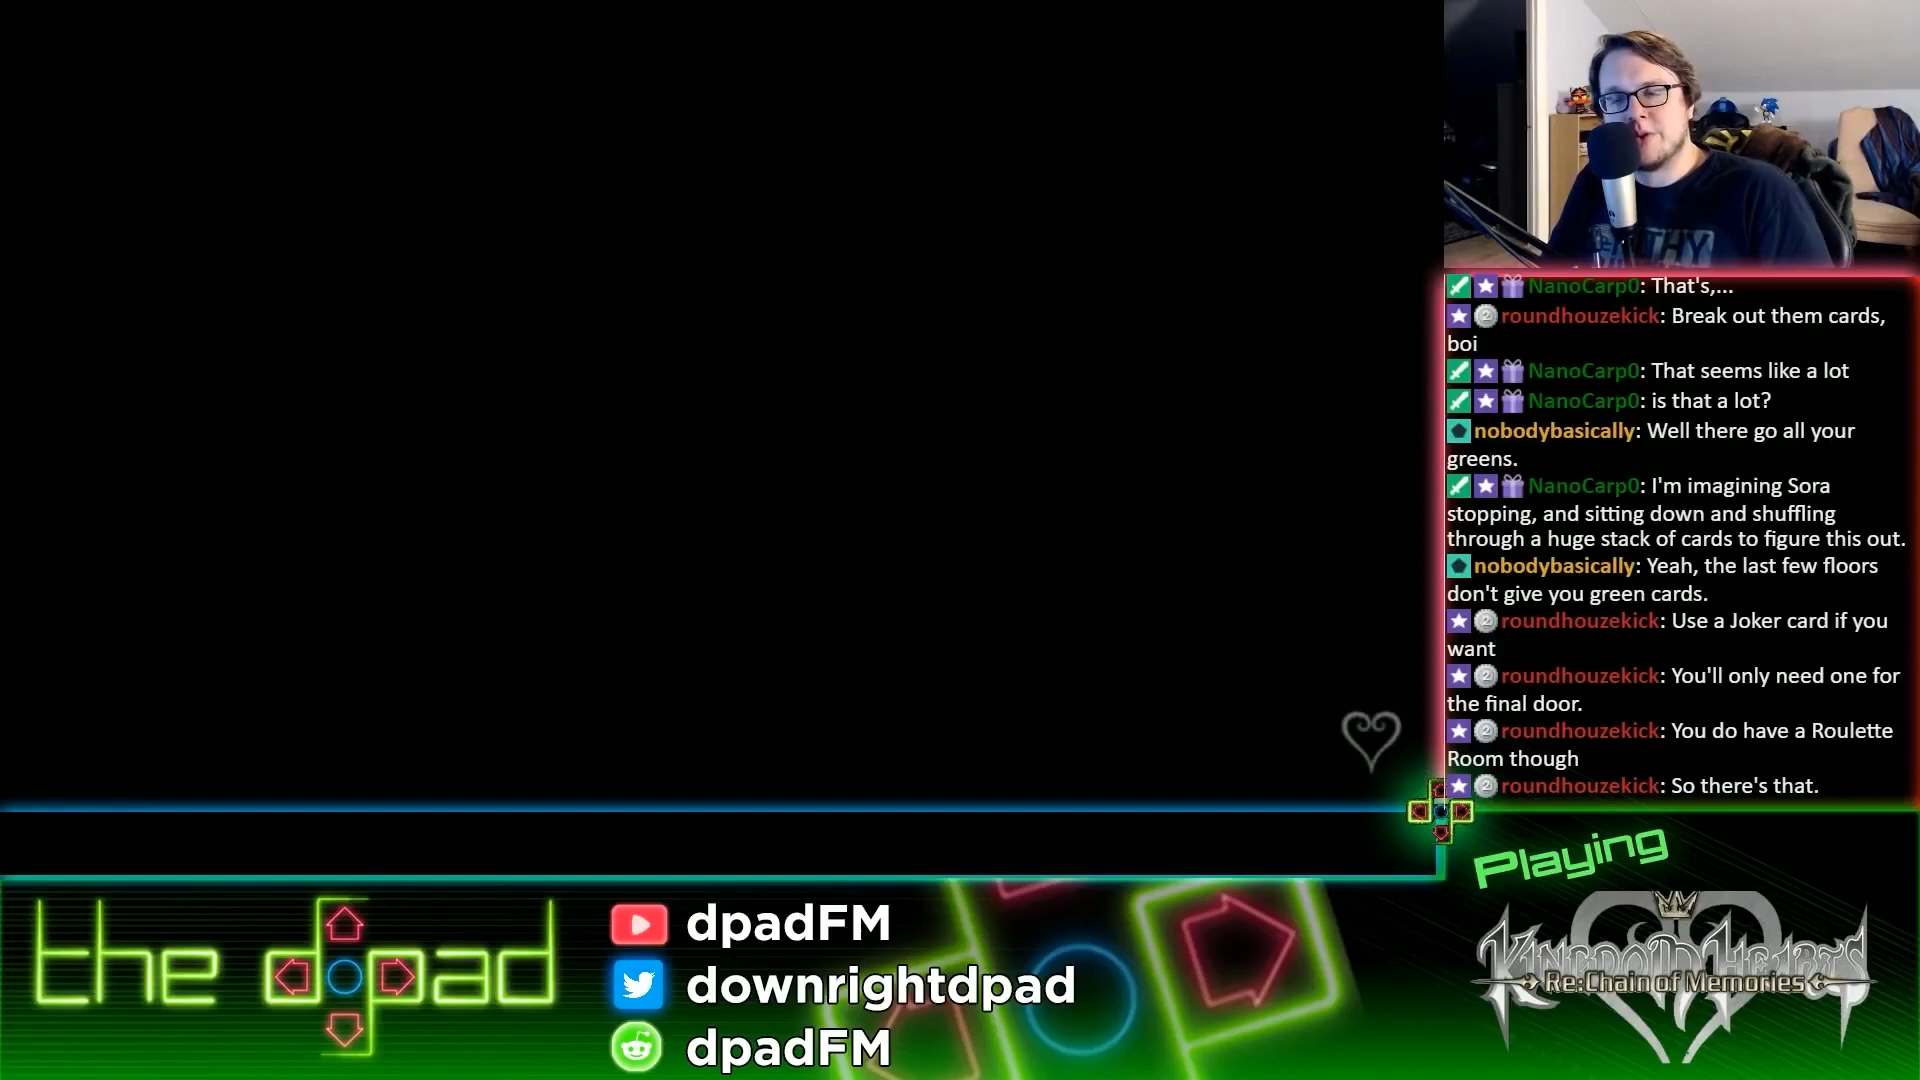 NanoCarp0: That's,...
roundhouzekick: Break out them cards,
boi
NanoCarp0: That seems like a lot
NanoCarp0: is that a lot?
nobodybasically: Well there go all your
greens.
NanoCarp0: I'm imagining Sora
stopping, and sitting down and shuffling
through a huge stack of cards to figure this out.
nobodybasically: Yeah, the last few floors
don't give you green cards.
roundhouzekick: Use a Joker card if you
want
roundhouzekick: You'll only need one for
the final door.
roundhouzekick: You do have a Roulette
Room though
roundhouzekick: So there's that.
the dpad
dpadFM
downrightdpad
dpadFM
Playing
KINGDOM HEARTS
Re:Chain of Memories